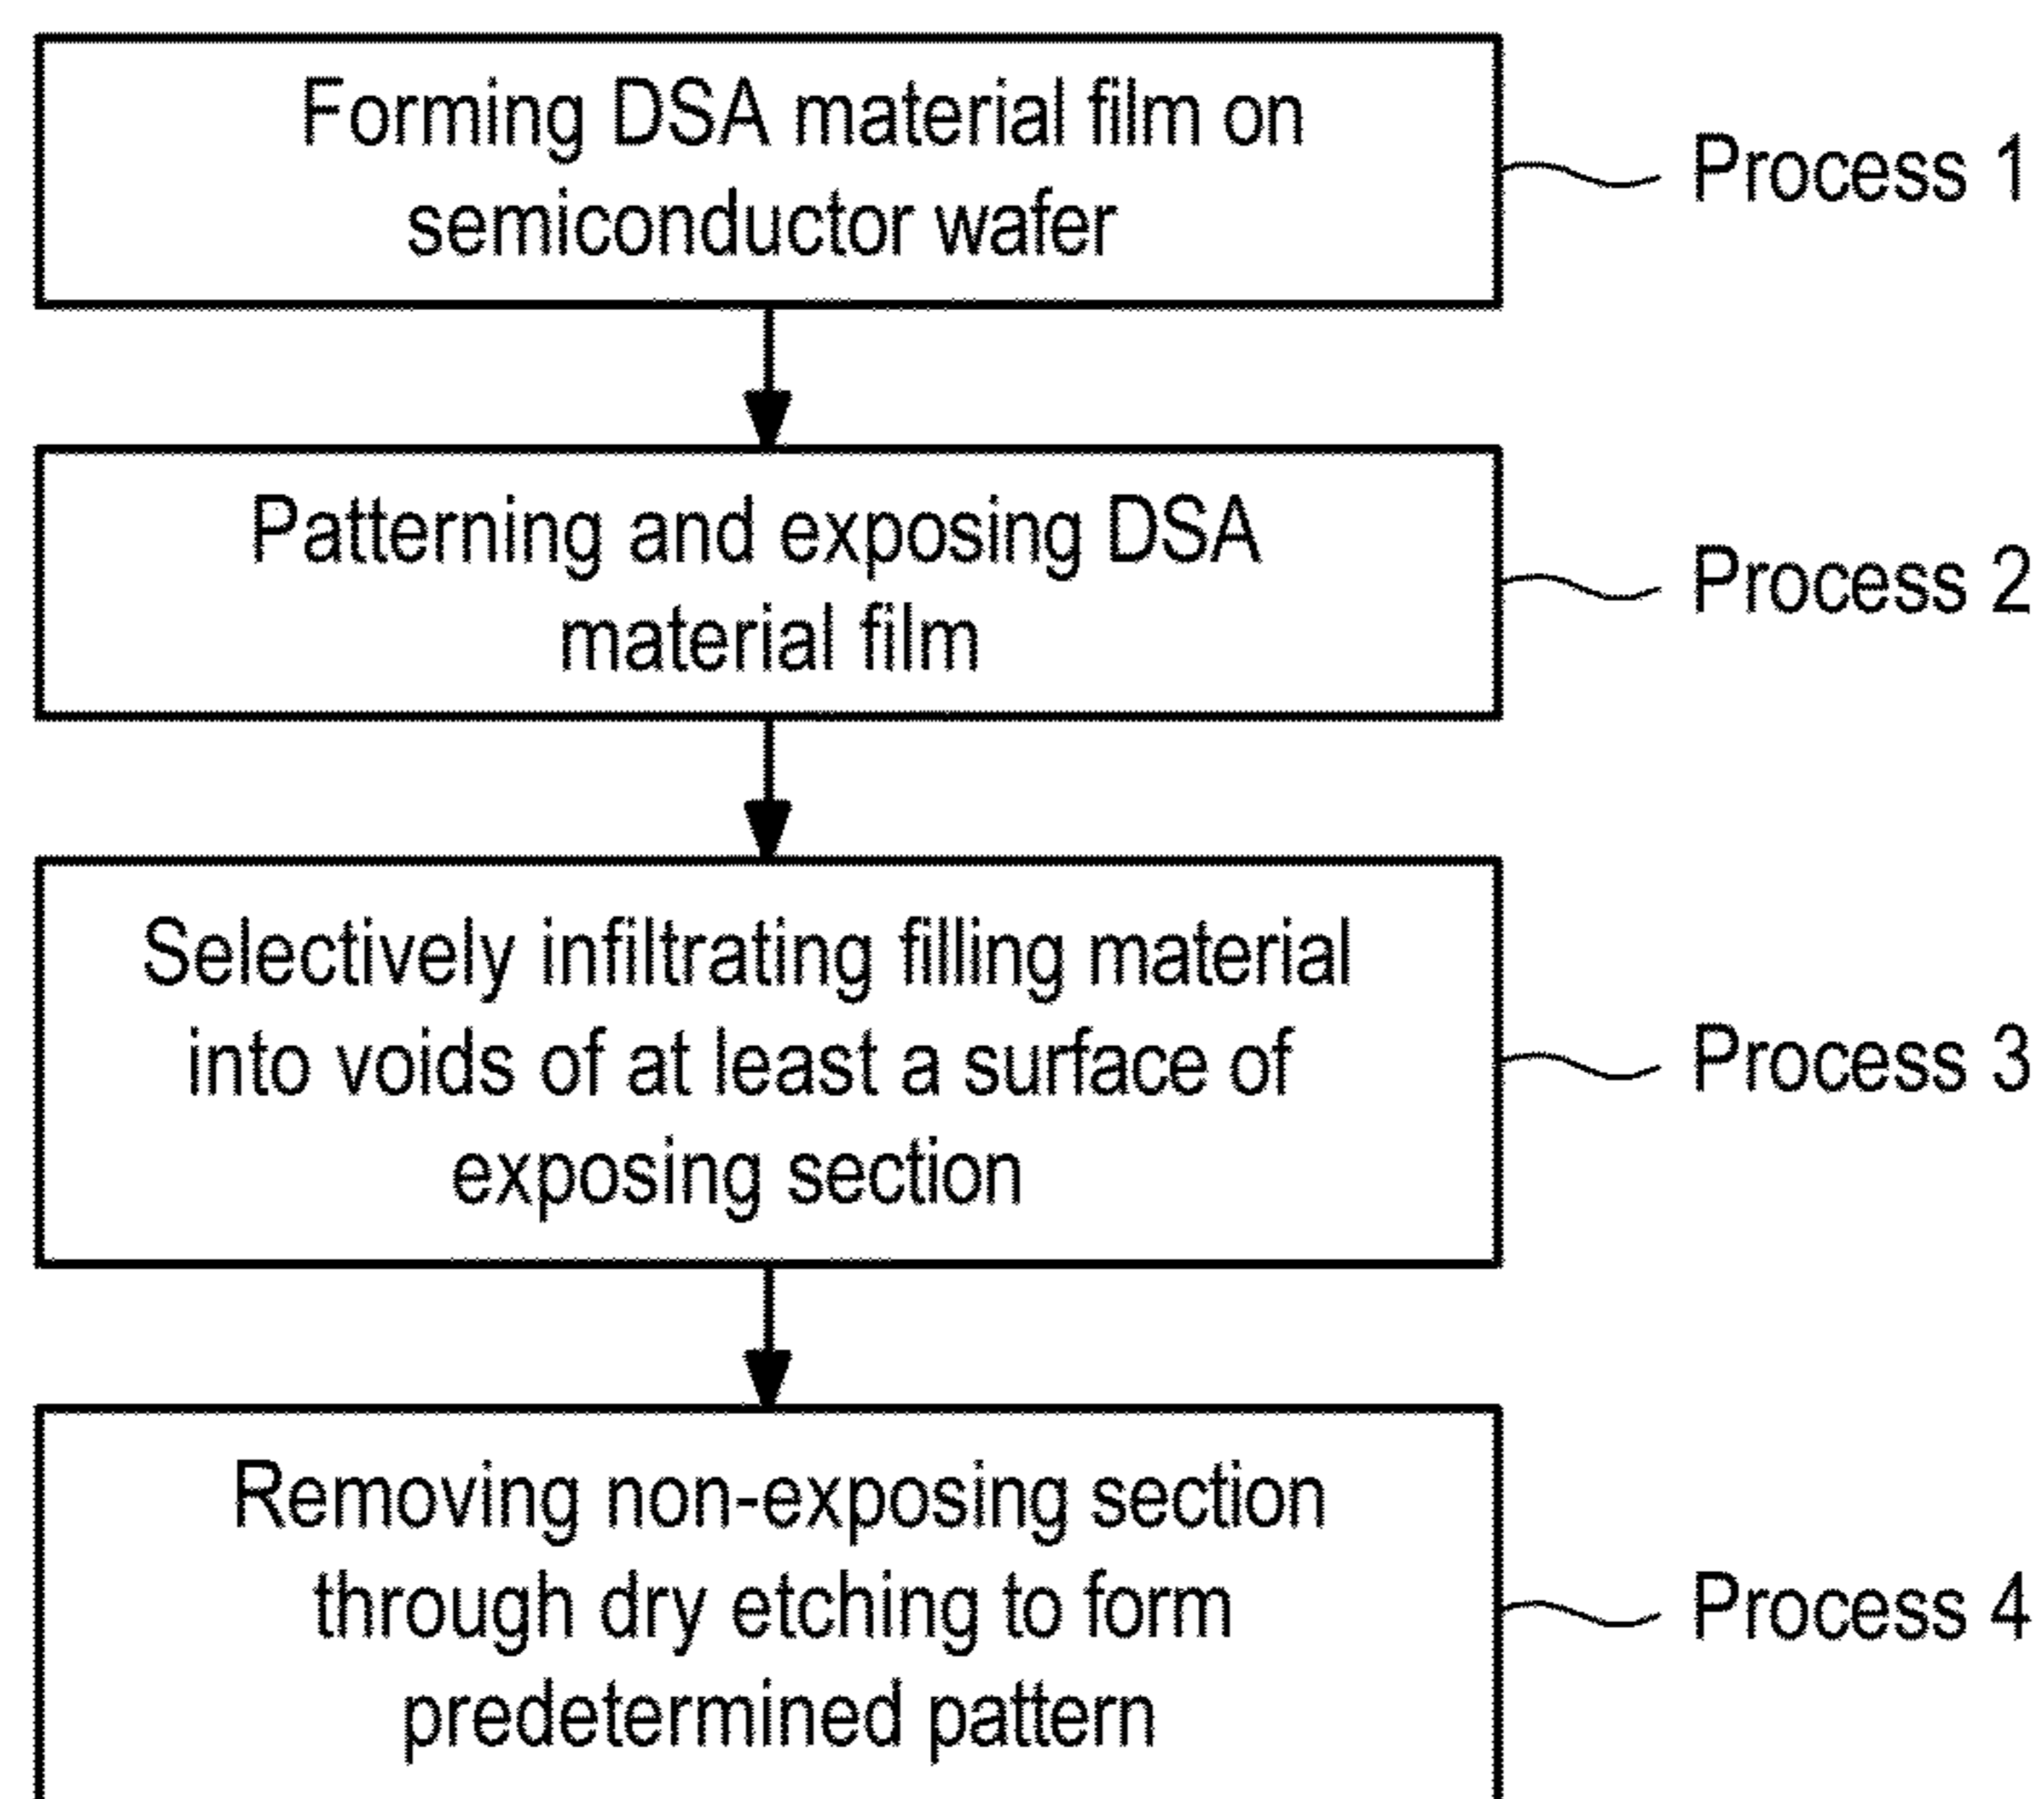 Forming DSA material film on
semiconductor wafer
Process 1
Patterning and exposing DSA
material film
Process 2
Selectively infiltrating filling material
into voids of at least a surface of
exposing section
Process 3
Removing non-exposing section
through dry etching to form
predetermined pattern
Process 4